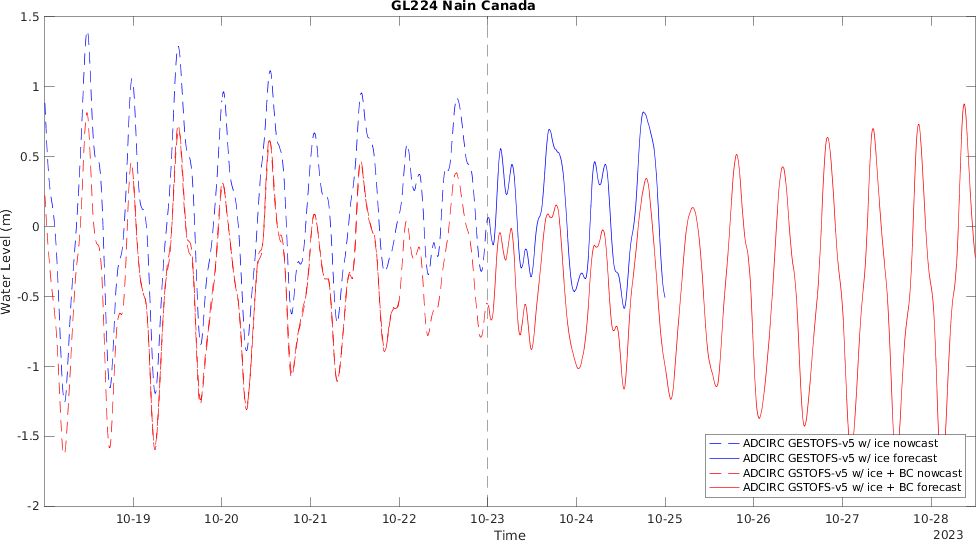 GL224 Nain Canada
1.5
1
0.5
0
-0.5
-1
-1.5
-2
Water Level (m)
10-19 10-20 10-21 10-22 10-23 10-24 10-25 10-26 10-27 10-28
Time
2023
ADCIRC GESTOFS-v5 w/ ice nowcast
ADCIRC GESTOFS-v5 w/ ice forecast
ADCIRC GSTOFS-v5 w/ ice + BC nowcast
ADCIRC GSTOFS-v5 w/ ice + BC forecast